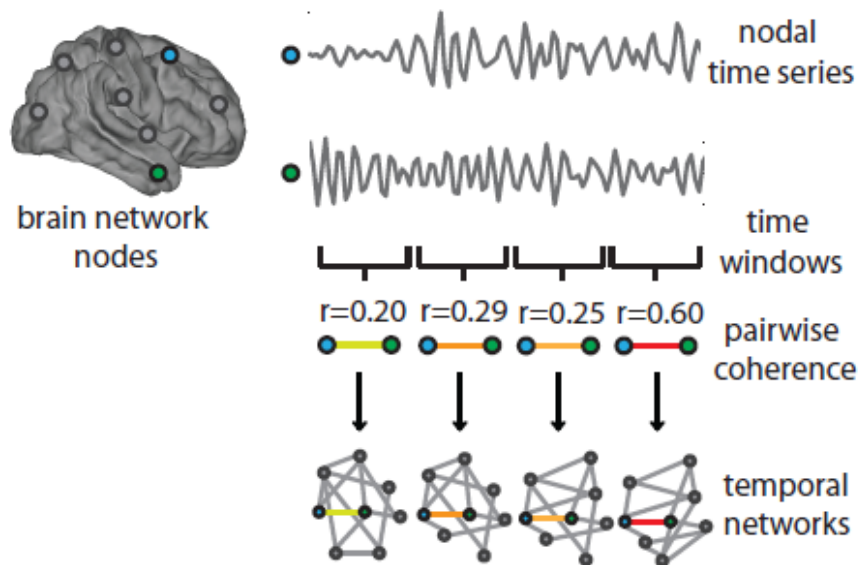 nodal
time series
brain network
nodes
time
windows
r=0.20 r=0.29 r=0.25 r=0.60
pairwise
coherence
temporal
networks